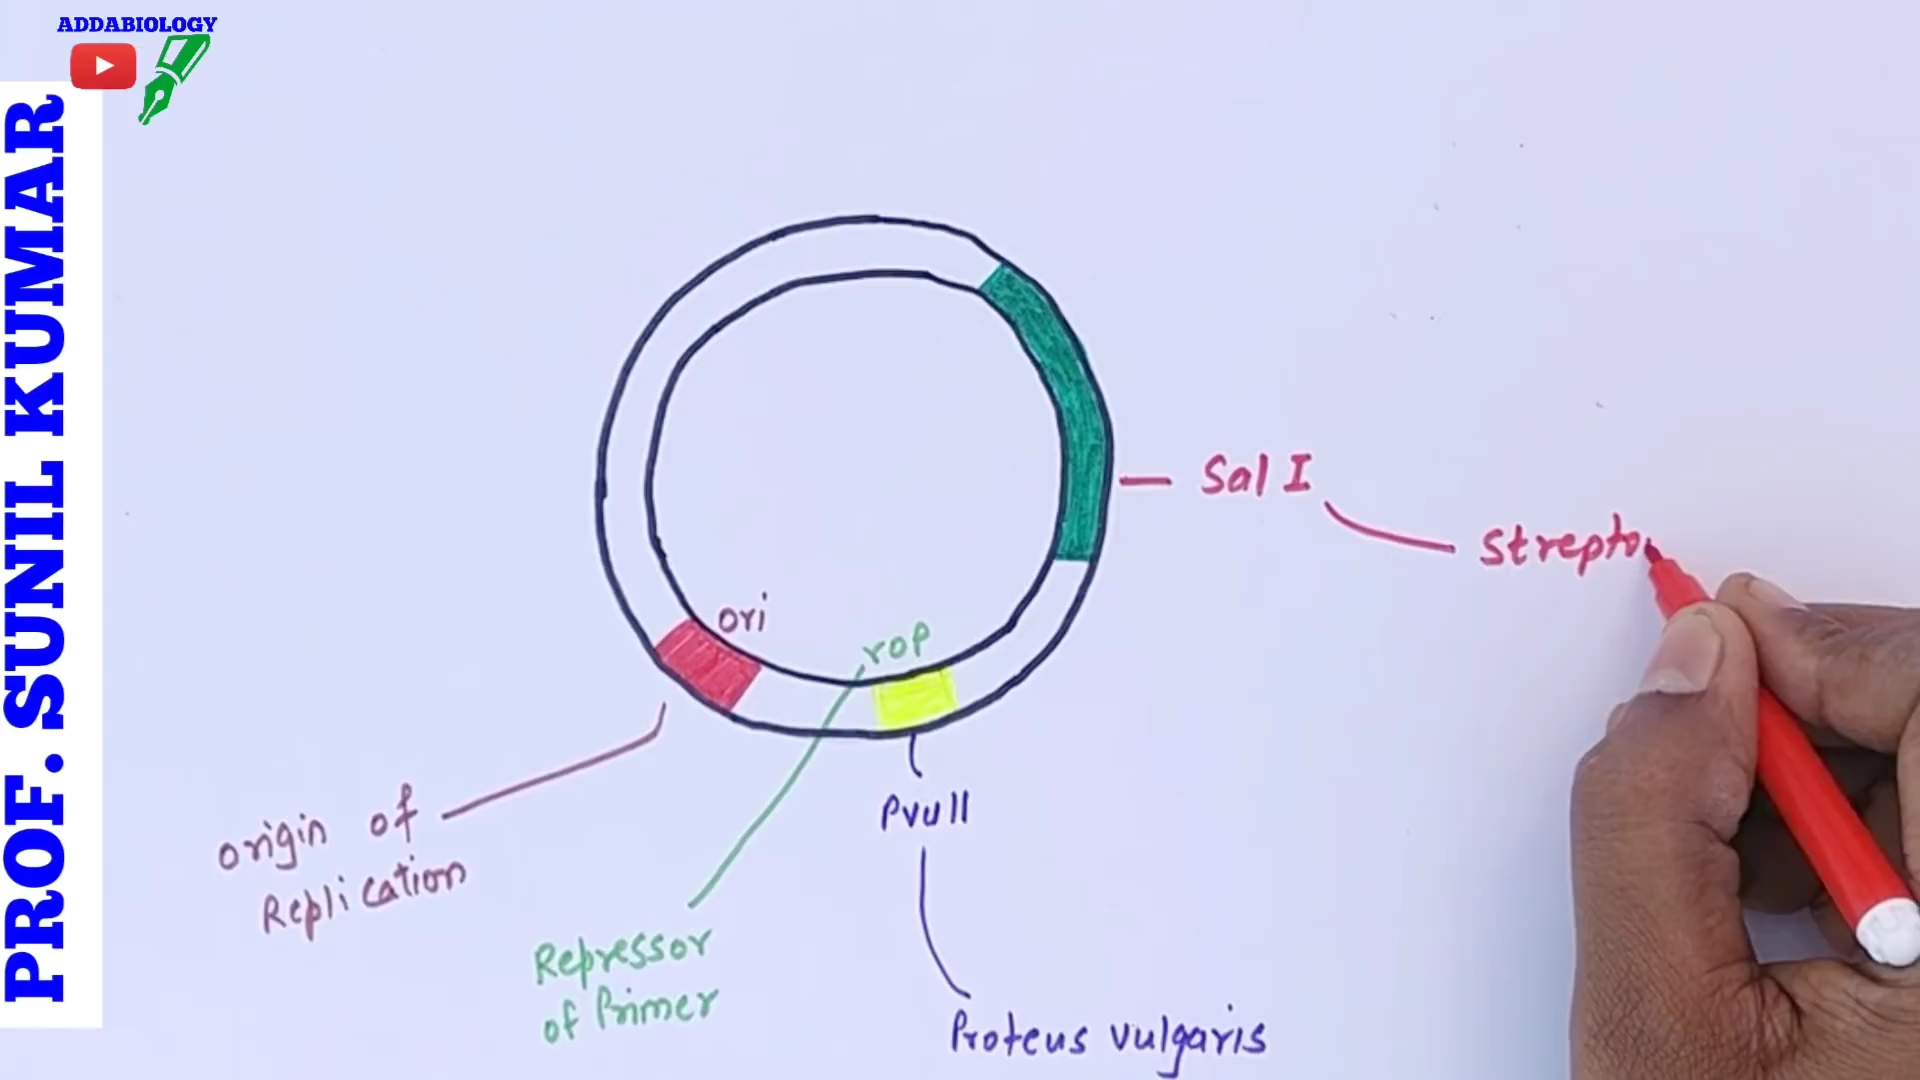 ADDABIOLOGY
PROF. SUNIL KUMAR
Sal I
Strepto
ori
rop
PvuII
origin of
Replication
Repressor
of Primer
Proteus vulgaris